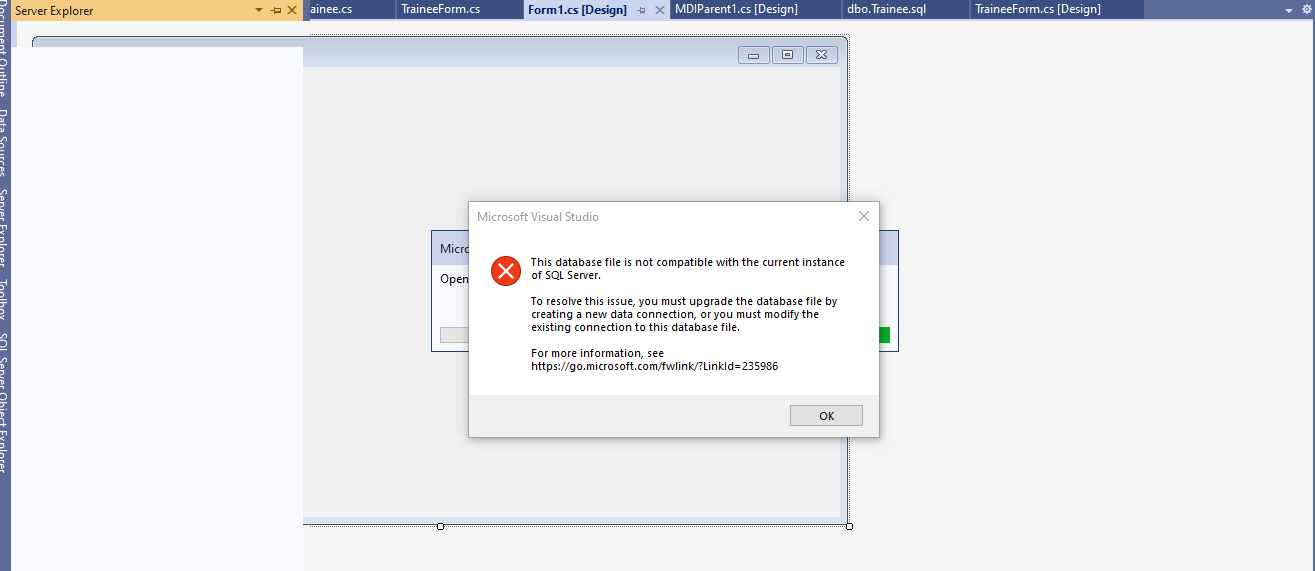 Server Explorer
ainee.cs
TraineeForm.cs
Form1.cs [Design]
MDIParent1.cs [Design]
dbo.Trainee.sql
TraineeForm.cs [Design]
Document Outline
Data Sources
Server Explorer
Toolbox
SQL Server Object Explorer
Micro
Open
Microsoft Visual Studio
This database file is not compatible with the current instance
of SQL Server.
To resolve this issue, you must upgrade the database file by
creating a new data connection, or you must modify the
existing connection to this database file.
For more information, see
https://go.microsoft.com/fwlink/?LinkId=235986
OK